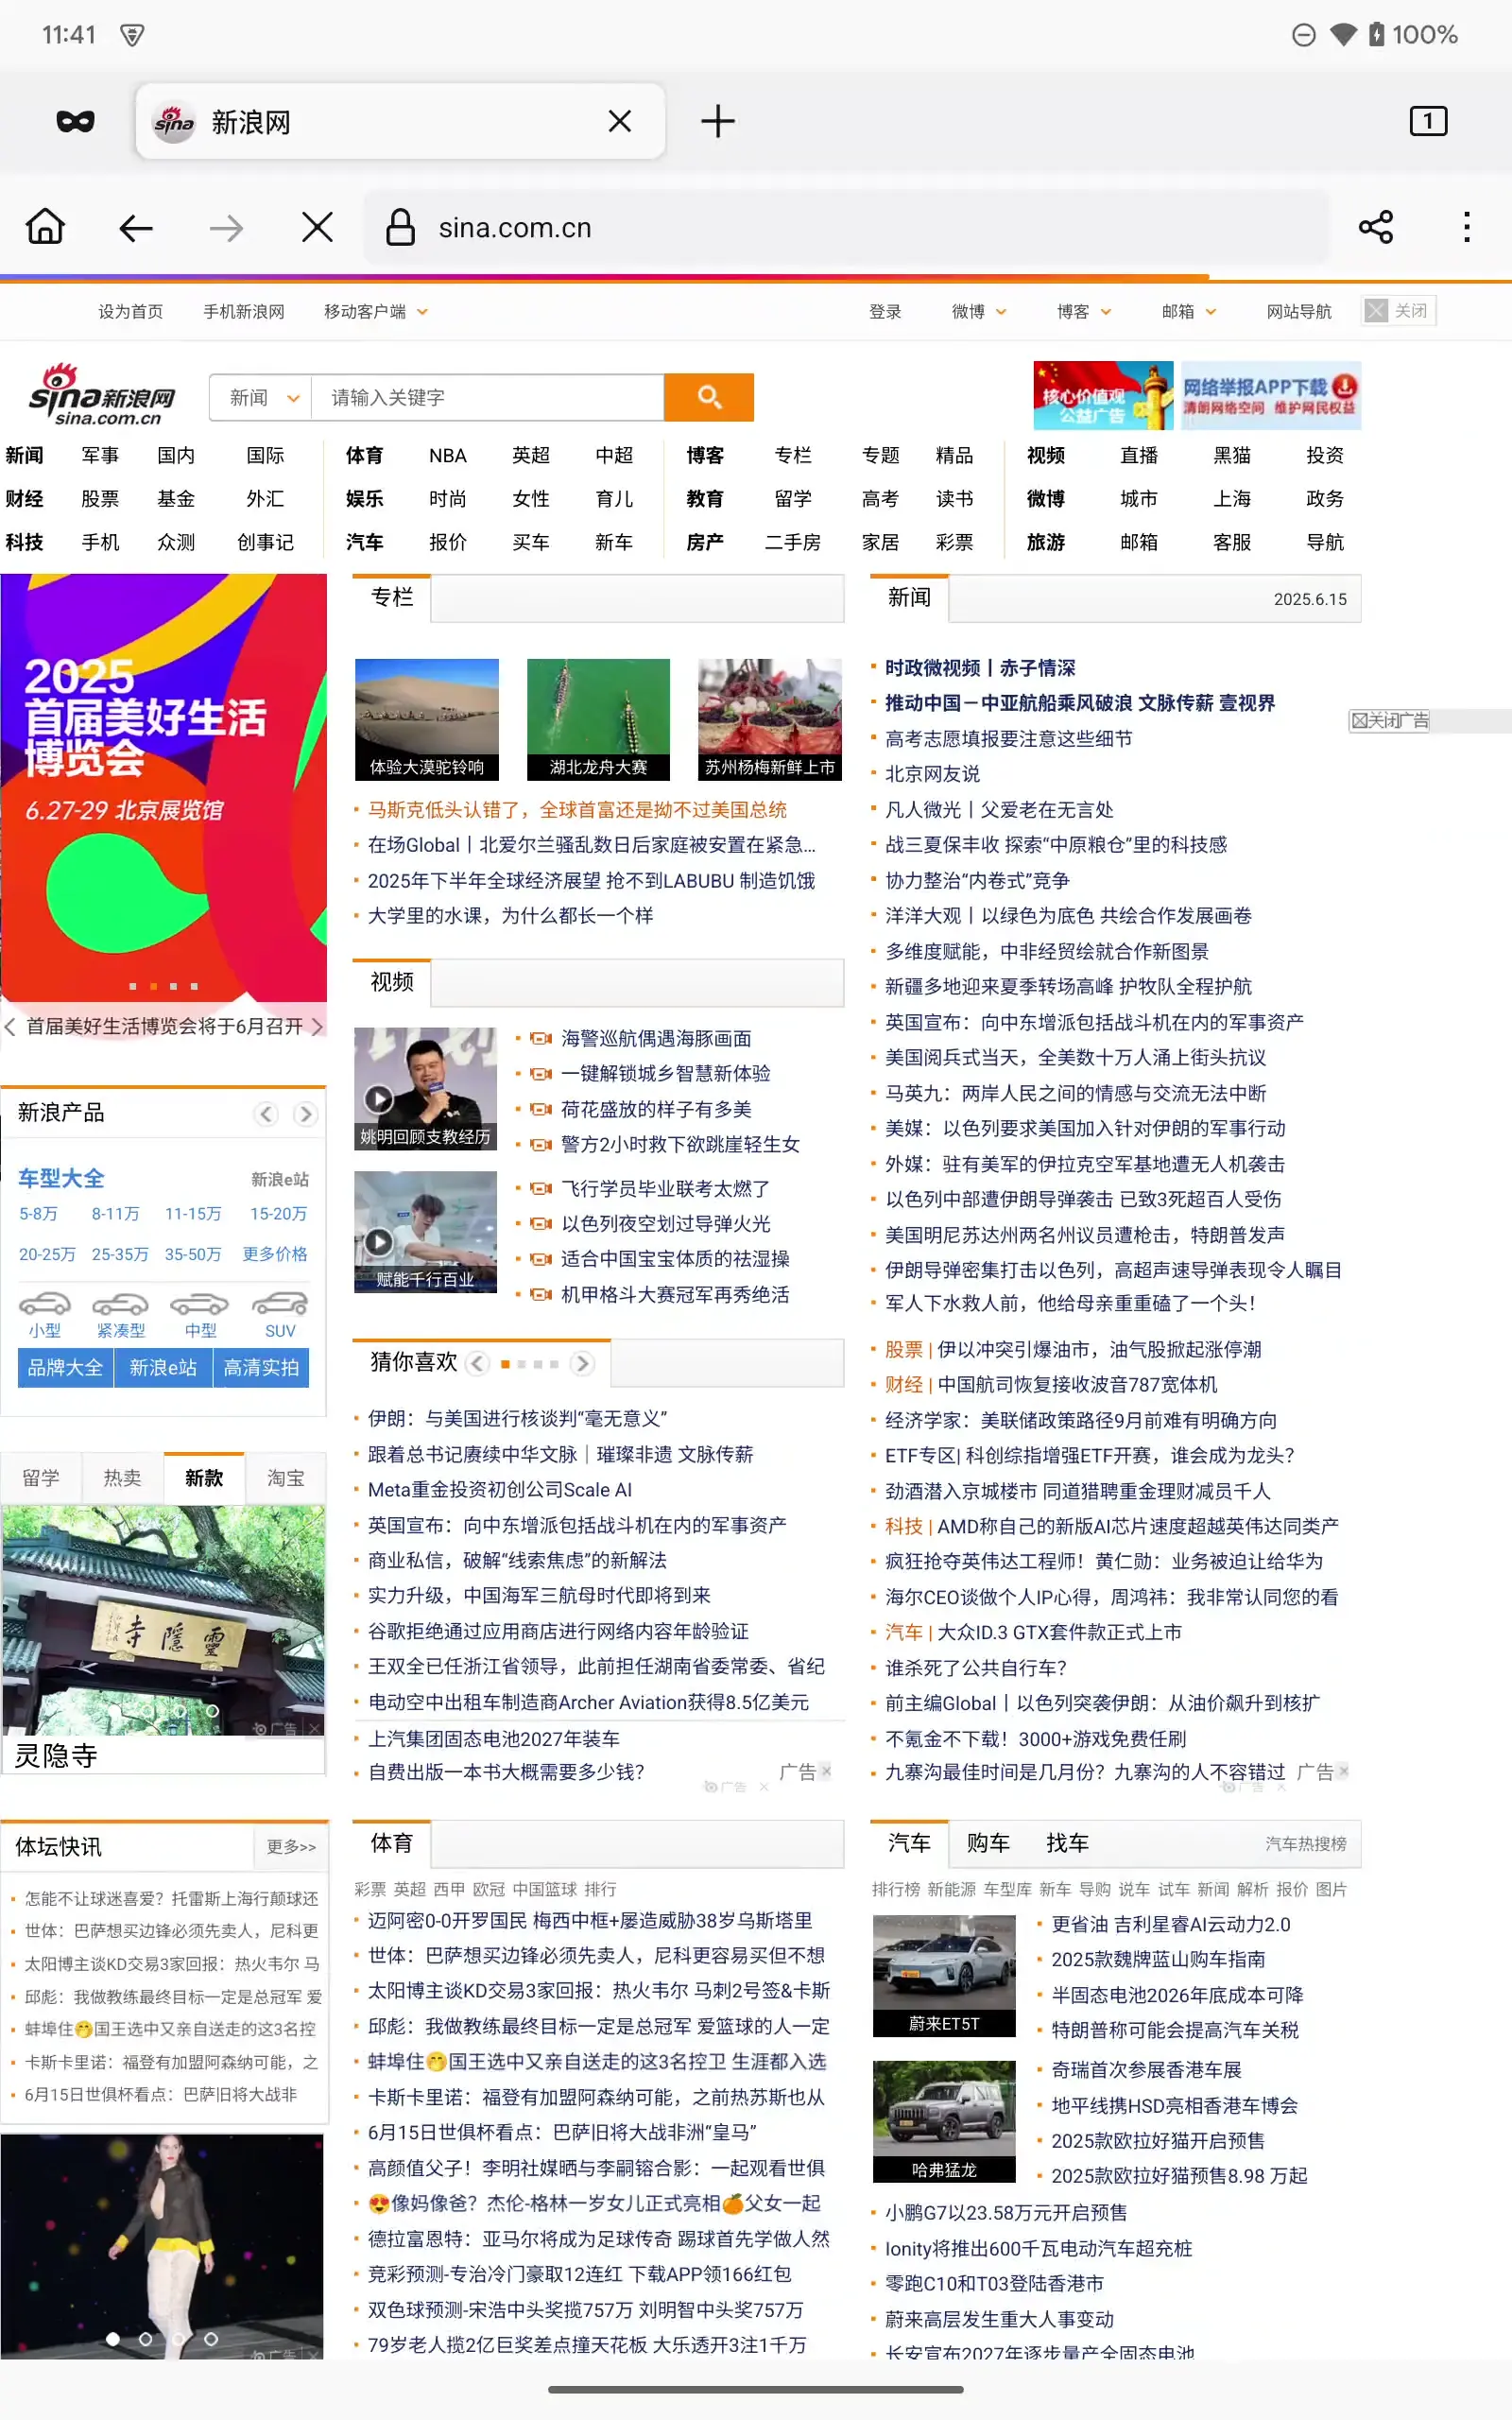 11:41
100%
新浪网
1
sina.com.cn
设为首页 手机新浪网 移动客户端
登录 微博 博客 邮箱 网站导航 关闭
sina新浪网
sina.com.cn
新闻 请输入关键字
核心价值观
公益广告
网络举报APP下载
清朗网络空间 维护网民权益
新闻 军事 国内 国际 体育 NBA 英超 中超 博客 专栏 专题 精品 视频 直播 黑猫 投资
财经 股票 基金 外汇 娱乐 时尚 女性 育儿 教育 留学 高考 读书 微博 城市 上海 政务
科技 手机 众测 创事记 汽车 报价 买车 新车 房产 二手房 家居 彩票 旅游 邮箱 客服 导航
2025
首届美好生活
博览会
6.27-29 北京展览馆
首届美好生活博览会将于6月召开
新浪产品
车型大全 新浪e站
5-8万 8-11万 11-15万 15-20万
20-25万 25-35万 35-50万 更多价格
小型 紧凑型 中型 SUV
品牌大全 新浪e站 高清实拍
留学 热卖 新款 淘宝
靈隱寺
广告
灵隐寺
体坛快讯 更多>>
怎能不让球迷喜爱？托雷斯上海行颠球还
世体：巴萨想买边锋必须先卖人，尼科更
太阳博主谈KD交易3家回报：热火韦尔 马
邱彪：我做教练最终目标一定是总冠军 爱
蚌埠住🤭国王选中又亲自送走的这3名控
卡斯卡里诺：福登有加盟阿森纳可能，之
6月15日世俱杯看点：巴萨旧将大战非
广告
专栏
体验大漠驼铃响
湖北龙舟大赛
苏州杨梅新鲜上市
马斯克低头认错了，全球首富还是拗不过美国总统
在场Global丨北爱尔兰骚乱数日后家庭被安置在紧急...
2025年下半年全球经济展望 抢不到LABUBU 制造饥饿
大学里的水课，为什么都长一个样
视频
姚明回顾支教经历
海警巡航偶遇海豚画面
一键解锁城乡智慧新体验
荷花盛放的样子有多美
警方2小时救下欲跳崖轻生女
赋能千行百业
飞行学员毕业联考太燃了
以色列夜空划过导弹火光
适合中国宝宝体质的祛湿操
机甲格斗大赛冠军再秀绝活
猜你喜欢
伊朗：与美国进行核谈判“毫无意义”
跟着总书记赓续中华文脉｜璀璨非遗 文脉传薪
Meta重金投资初创公司Scale AI
英国宣布：向中东增派包括战斗机在内的军事资产
商业私信，破解“线索焦虑”的新解法
实力升级，中国海军三航母时代即将到来
谷歌拒绝通过应用商店进行网络内容年龄验证
王双全已任浙江省领导，此前担任湖南省委常委、省纪
电动空中出租车制造商Archer Aviation获得8.5亿美元
上汽集团固态电池2027年装车
自费出版一本书大概需要多少钱？ 广告
广告
体育
彩票 英超 西甲 欧冠 中国篮球 排行
迈阿密0-0开罗国民 梅西中框+屡造威胁38岁乌斯塔里
世体：巴萨想买边锋必须先卖人，尼科更容易买但不想
太阳博主谈KD交易3家回报：热火韦尔 马刺2号签&卡斯
邱彪：我做教练最终目标一定是总冠军 爱篮球的人一定
蚌埠住🤭国王选中又亲自送走的这3名控卫 生涯都入选
卡斯卡里诺：福登有加盟阿森纳可能，之前热苏斯也从
6月15日世俱杯看点：巴萨旧将大战非洲“皇马”
高颜值父子！李明社媒晒与李嗣镕合影：一起观看世俱
😍像妈像爸？杰伦-格林一岁女儿正式亮相🍊父女一起
德拉富恩特：亚马尔将成为足球传奇 踢球首先学做人然
竞彩预测-专治冷门豪取12连红 下载APP领166红包
双色球预测-宋浩中头奖揽757万 刘明智中头奖757万
79岁老人揽2亿巨奖差点撞天花板 大乐透开3注1千万
新闻 2025.6.15
时政微视频丨赤子情深
推动中国－中亚航船乘风破浪 文脉传薪 壹视界
关闭广告
高考志愿填报要注意这些细节
北京网友说
凡人微光丨父爱老在无言处
战三夏保丰收 探索“中原粮仓”里的科技感
协力整治“内卷式”竞争
洋洋大观丨以绿色为底色 共绘合作发展画卷
多维度赋能，中非经贸绘就合作新图景
新疆多地迎来夏季转场高峰 护牧队全程护航
英国宣布：向中东增派包括战斗机在内的军事资产
美国阅兵式当天，全美数十万人涌上街头抗议
马英九：两岸人民之间的情感与交流无法中断
美媒：以色列要求美国加入针对伊朗的军事行动
外媒：驻有美军的伊拉克空军基地遭无人机袭击
以色列中部遭伊朗导弹袭击 已致3死超百人受伤
美国明尼苏达州两名州议员遭枪击，特朗普发声
伊朗导弹密集打击以色列，高超声速导弹表现令人瞩目
军人下水救人前，他给母亲重重磕了一个头！
股票 | 伊以冲突引爆油市，油气股掀起涨停潮
财经 | 中国航司恢复接收波音787宽体机
经济学家：美联储政策路径9月前难有明确方向
ETF专区| 科创综指增强ETF开赛，谁会成为龙头？
劲酒潜入京城楼市 同道猎聘重金理财减员千人
科技 | AMD称自己的新版AI芯片速度超越英伟达同类产
疯狂抢夺英伟达工程师！黄仁勋：业务被迫让给华为
海尔CEO谈做个人IP心得，周鸿祎：我非常认同您的看
汽车 | 大众ID.3 GTX套件款正式上市
谁杀死了公共自行车？
前主编Global丨以色列突袭伊朗：从油价飙升到核扩
不氪金不下载！3000+游戏免费任刷
九寨沟最佳时间是几月份？九寨沟的人不容错过 广告
广告
汽车 购车 找车 汽车热搜榜
排行榜 新能源 车型库 新车 导购 说车 试车 新闻 解析 报价 图片
蔚来ET5T
更省油 吉利星睿AI云动力2.0
2025款魏牌蓝山购车指南
半固态电池2026年底成本可降
特朗普称可能会提高汽车关税
哈弗猛龙
奇瑞首次参展香港车展
地平线携HSD亮相香港车博会
2025款欧拉好猫开启预售
2025款欧拉好猫预售8.98 万起
小鹏G7以23.58万元开启预售
Ionity将推出600千瓦电动汽车超充桩
零跑C10和T03登陆香港市
蔚来高层发生重大人事变动
长安宣布2027年逐步量产全固态电池